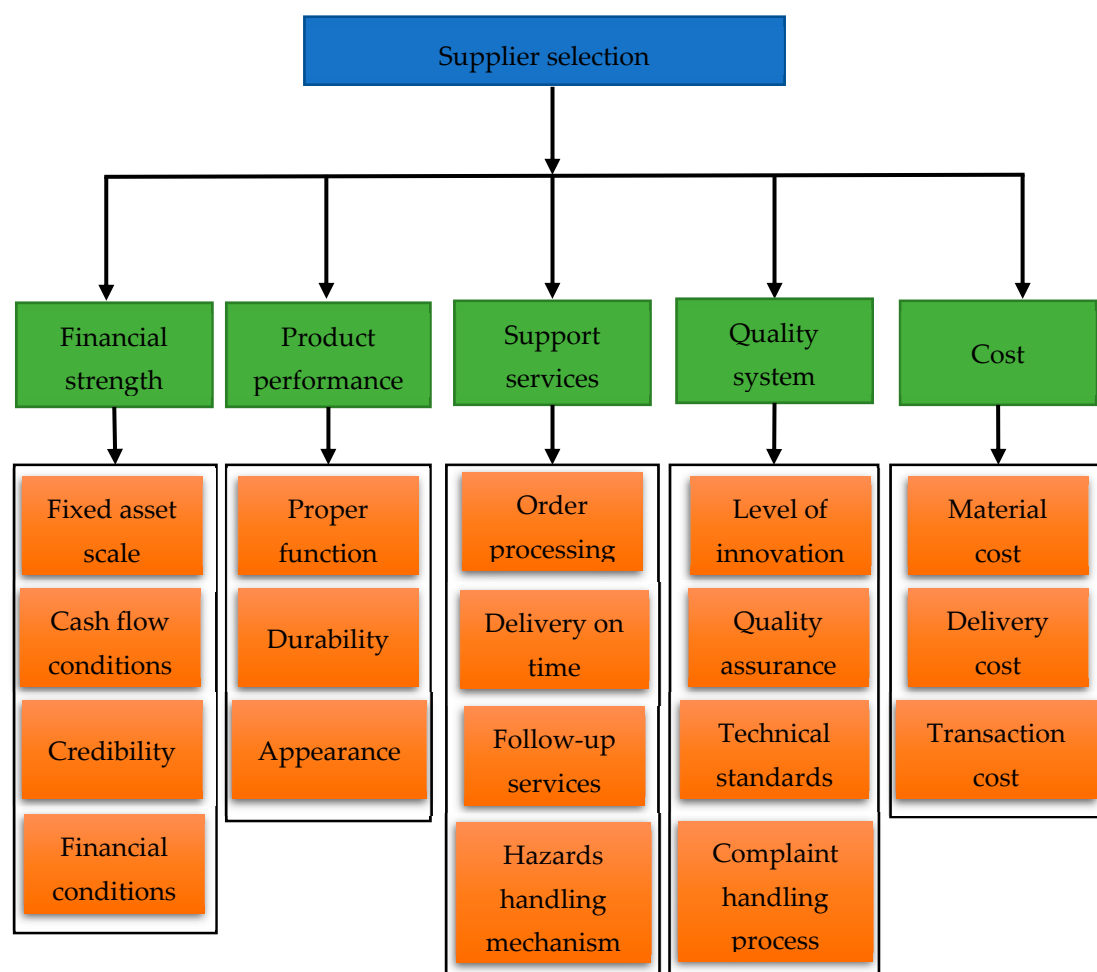 Supplier selection
Financial
strength
Product
performance
Support
services
Quality
system
Cost
Fixed asset
scale
Cash flow
conditions
Credibility
Financial
conditions
Proper
function
Durability
Appearance
Order
processing
Delivery on
time
Follow-up
services
Hazards
handling
mechanism
Level of
innovation
Quality
assurance
Technical
standards
Complaint
handling
process
Material
cost
Delivery
cost
Transaction
cost